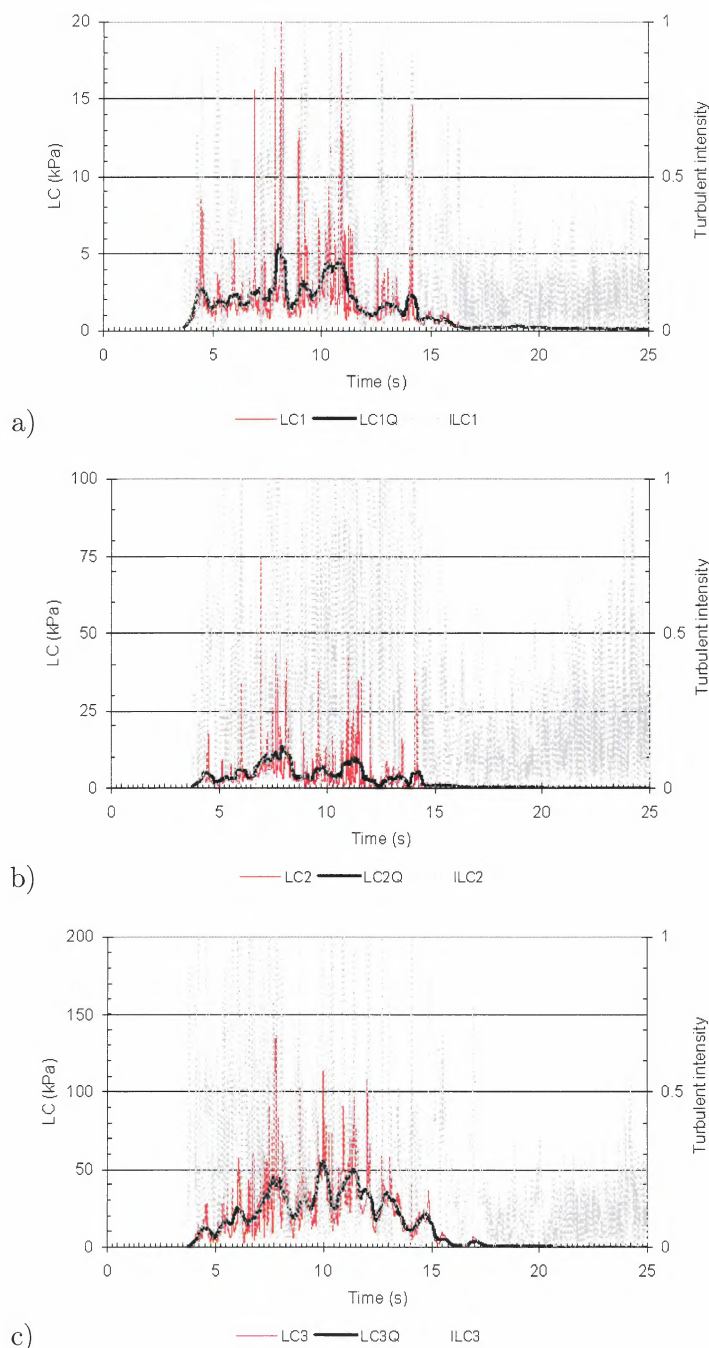 20
15
10
5
0
LC (kPa)
1
0.5
0
Turbulent intensity
0 5 10 15 20 25
Time (s)
LC1 LC1Q ILC1
a)
100
75
50
25
0
LC (kPa)
1
0.5
0
Turbulent intensity
0 5 10 15 20 25
Time (s)
LC2 LC2Q ILC2
b)
200
150
100
50
0
LC (kPa)
1
0.5
0
Turbulent intensity
0 5 10 15 20 25
Time (s)
LC3 LC3Q ILC3
c)